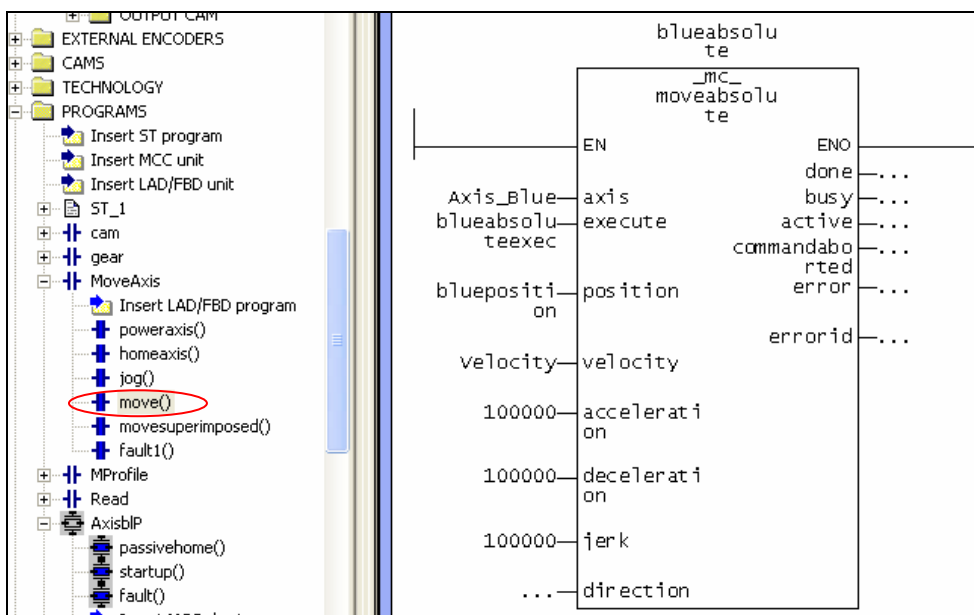 OUTPUT CAM
EXTERNAL ENCODERS
CAMS
TECHNOLOGY
PROGRAMS
Insert ST program
Insert MCC unit
Insert LAD/FBD unit
ST_1
cam
gear
MoveAxis
Insert LAD/FBD program
poweraxis()
homeaxis()
jog()
move()
movesuperimposed()
fault1()
MProfile
Read
AxisblP
passivehome()
startup()
fault()
blueabsolu
te
_mc_
moveabsolu
te
EN ENO
done ...
Axis_Blue axis busy ...
blueabsolu execute active ...
teexec commandabo ...
rted
bluepositi position error ...
on
errorid ...
Velocity velocity
100000 accelerati
on
100000 decelerati
on
100000 jerk
... direction